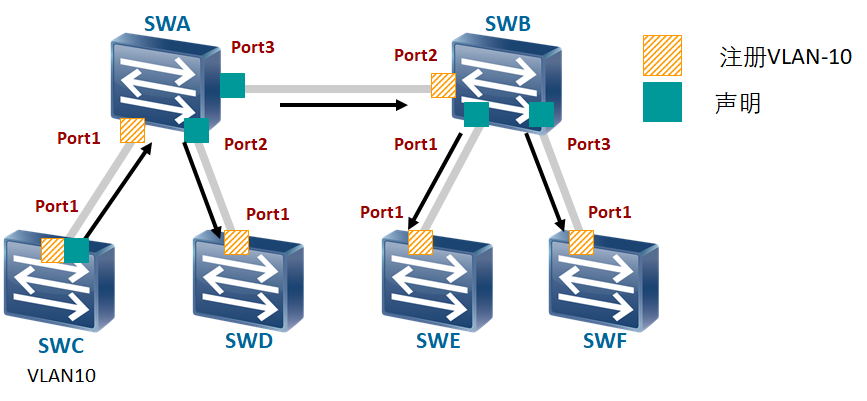 SWA
SWB
Port3
Port2
注册VLAN-10
声明
Port1
Port2
Port1
Port3
Port1
Port1
Port1
Port1
SWC
SWD
SWE
SWF
VLAN10